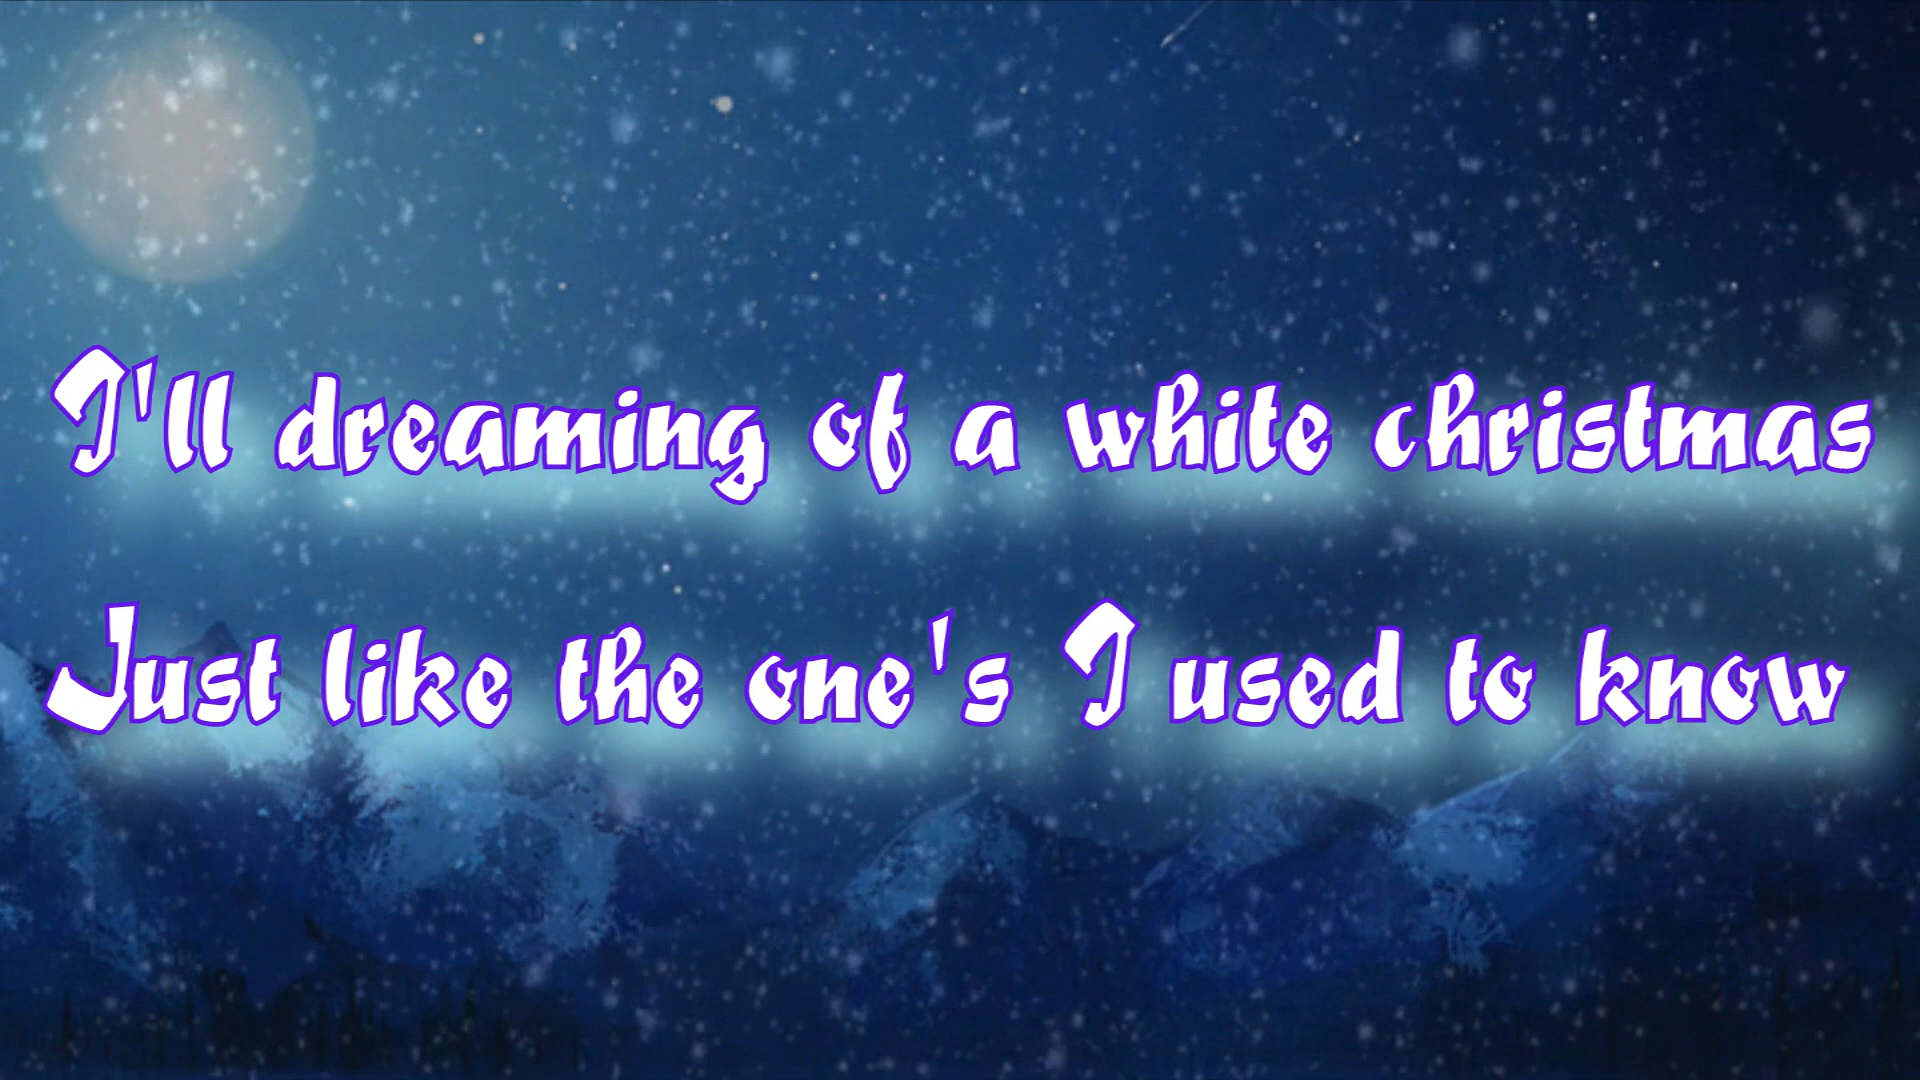 I'll dreaming of a white christmas
Just like the one's I used to know